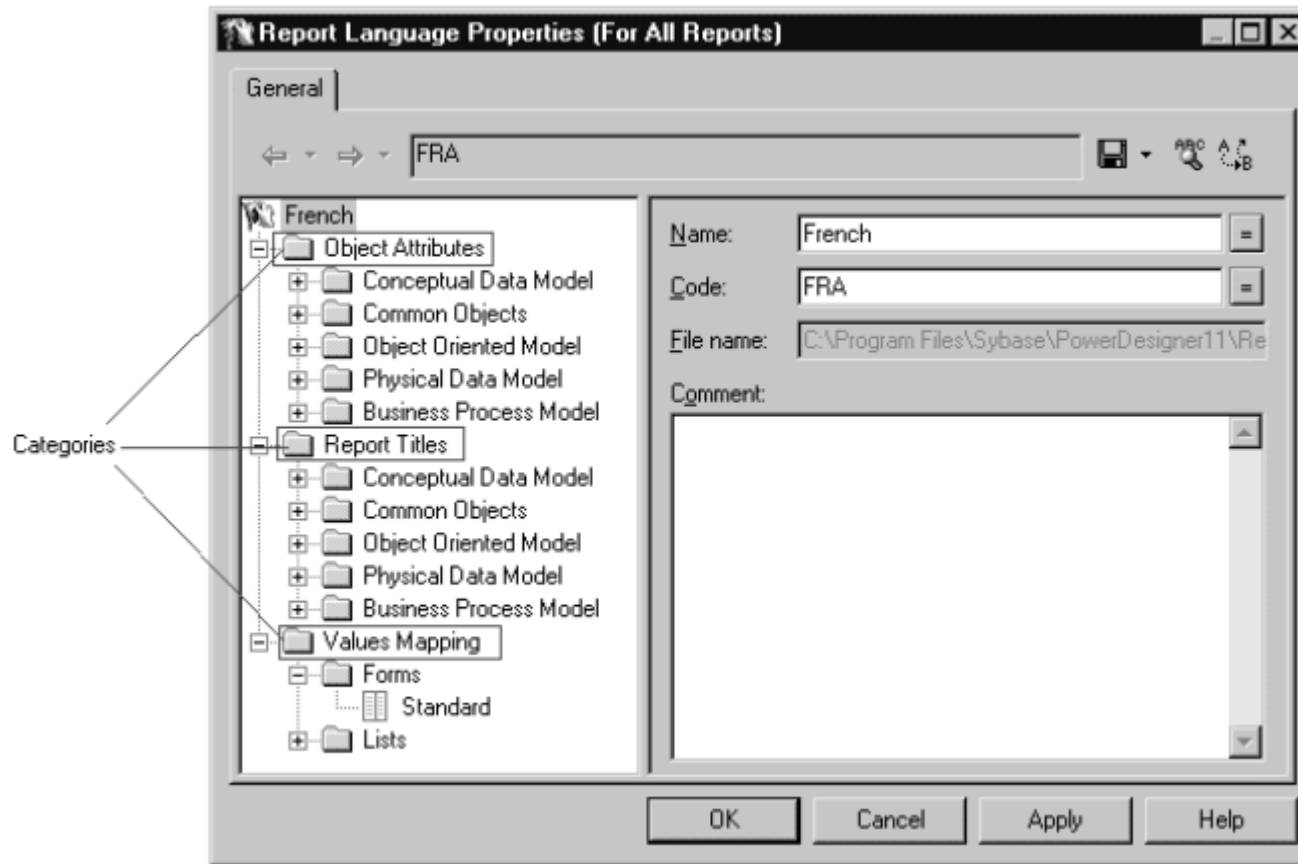 Report Language Properties (For All Reports)
General
FRA
ABC
A
B
French
Object Attributes
Conceptual Data Model
Common Objects
Object Oriented Model
Physical Data Model
Business Process Model
Report Titles
Conceptual Data Model
Common Objects
Object Oriented Model
Physical Data Model
Business Process Model
Values Mapping
Forms
Standard
Lists
Categories
Name: French =
Code: FRA =
File name: C:\Program Files\Sybase\PowerDesigner11\Re
Comment:
OK Cancel Apply Help